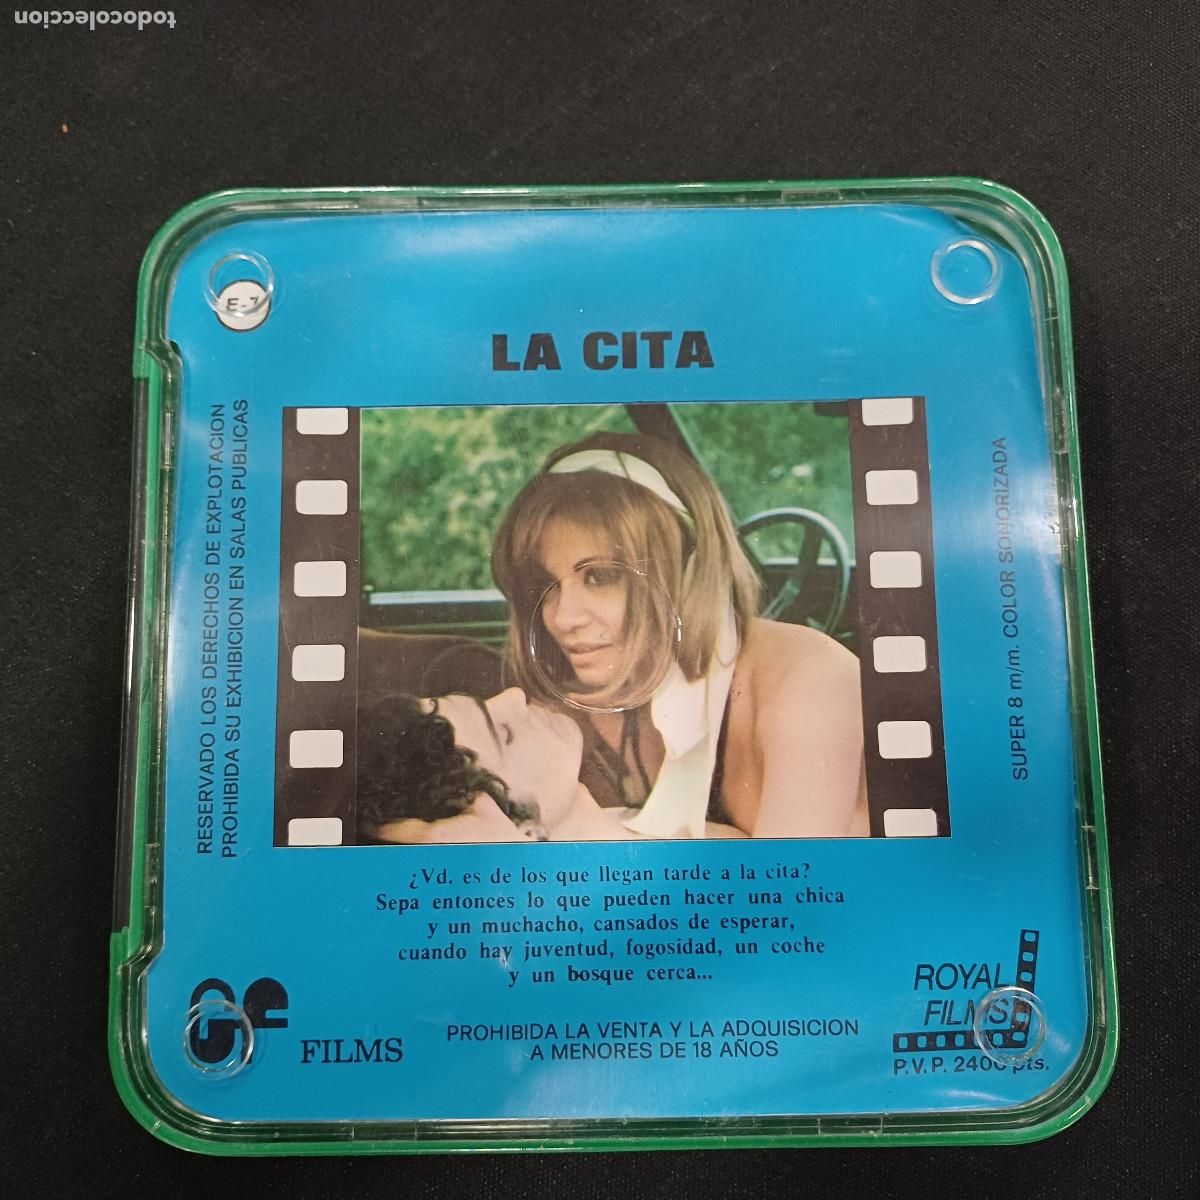 todocoleccion
E-7
LA CITA
RESERVADO LOS DERECHOS DE EXPLOTACION
PROHIBIDA SU EXHIBICION EN SALAS PUBLICAS
SUPER 8 m/m. COLOR SONORIZADA
¿Vd. es de los que llegan tarde a la cita?
Sepa entonces lo que pueden hacer una chica
y un muchacho, cansados de esperar,
cuando hay juventud, fogosidad, un coche
y un bosque cerca...
FILMS
PROHIBIDA LA VENTA Y LA ADQUISICION
A MENORES DE 18 AÑOS
ROYAL
FILMS
P.V.P. 2400 pts.